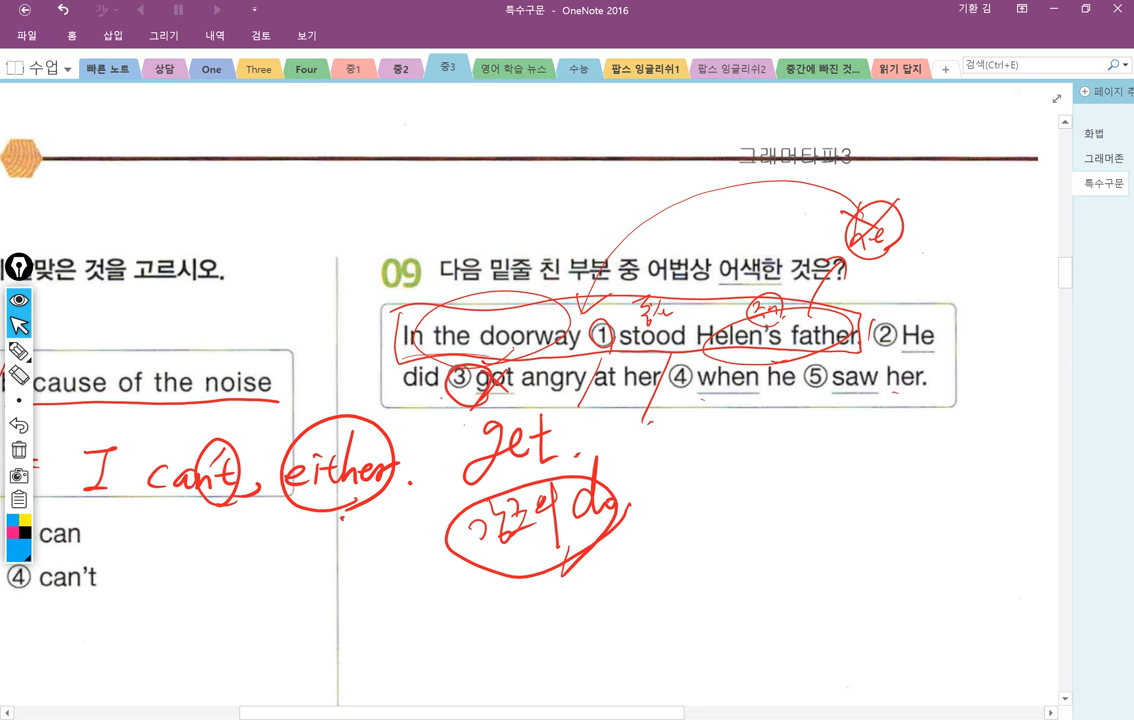 특수구문 - OneNote 2016
기환 김
파일 홈 삽입 그리기 내역 검토 보기
수업 빠른 노트 상담 One Three Four 중1 중2 중3 영어 학습 뉴스 수능 팝스 잉글리쉬1 팝스 잉글리쉬2 중간에 빠진 것... 읽기 답지
검색(Ctrl+E)
페이지 추
화법
그래머존
특수구문
그래머타파3
맞은 것을 고르시오.
09 다음 밑줄 친 부분 중 어법상 어색한 것은?
he
동사 주어
In the doorway ① stood Helen's father. ② He
did ③ got angry at her ④ when he ⑤ saw her.
cause of the noise
get.
= I can't, either.
강조의 do
can
④ can't